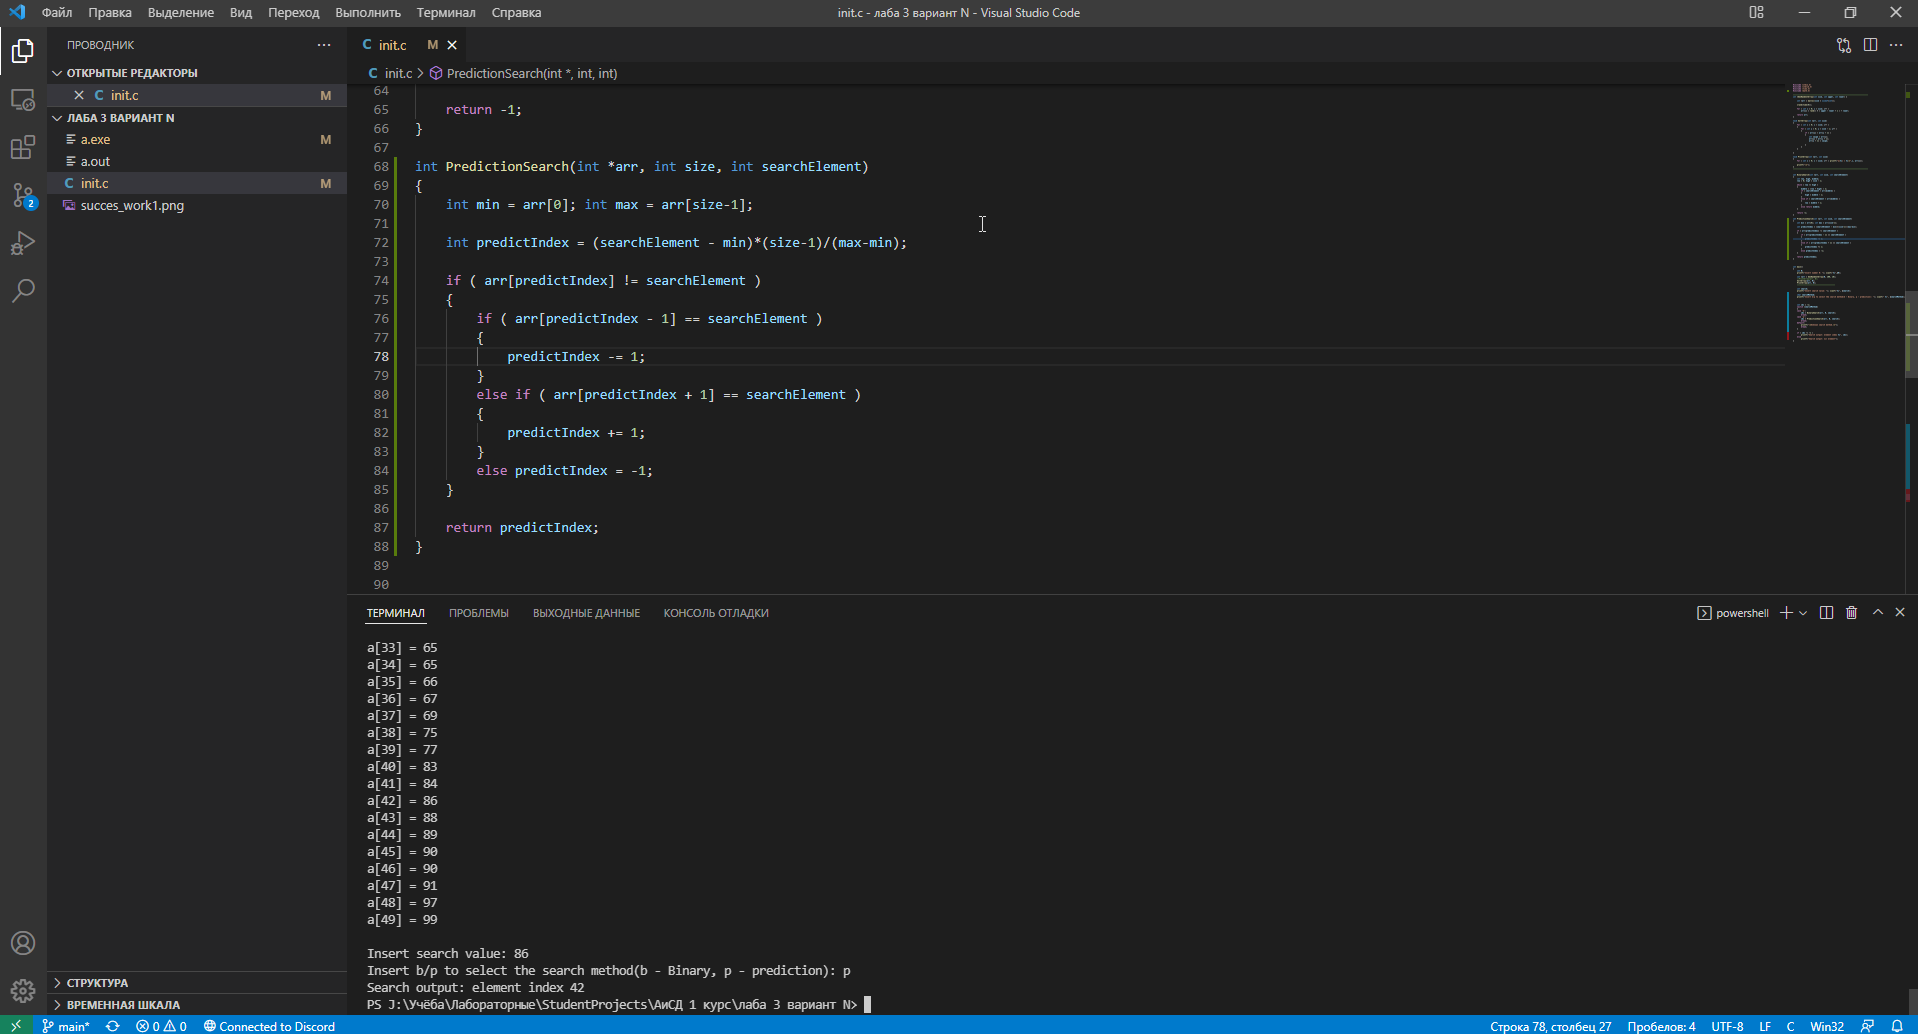 Файл Правка Выделение Вид Переход Выполнить Терминал Справка
init.c - лаба 3 вариант N - Visual Studio Code
ПРОВОДНИК
ОТКРЫТЫЕ РЕДАКТОРЫ
C init.c M
ЛАБА 3 ВАРИАНТ N
a.exe M
a.out
C init.c M
succes_work1.png
2
СТРУКТУРА
ВРЕМЕННАЯ ШКАЛА
C init.c M
C init.c > PredictionSearch(int *, int, int)
64
65 return -1;
66 }
67
68 int PredictionSearch(int *arr, int size, int searchElement)
69 {
70 int min = arr[0]; int max = arr[size-1];
71
72 int predictIndex = (searchElement - min)*(size-1)/(max-min);
73
74 if ( arr[predictIndex] != searchElement )
75 {
76 if ( arr[predictIndex - 1] == searchElement )
77 {
78 predictIndex -= 1;
79 }
80 else if ( arr[predictIndex + 1] == searchElement )
81 {
82 predictIndex += 1;
83 }
84 else predictIndex = -1;
85 }
86
87 return predictIndex;
88 }
89
90
ТЕРМИНАЛ ПРОБЛЕМЫ ВЫХОДНЫЕ ДАННЫЕ КОНСОЛЬ ОТЛАДКИ
powershell
a[33] = 65
a[34] = 65
a[35] = 66
a[36] = 67
a[37] = 69
a[38] = 75
a[39] = 77
a[40] = 83
a[41] = 84
a[42] = 86
a[43] = 88
a[44] = 89
a[45] = 90
a[46] = 90
a[47] = 91
a[48] = 97
a[49] = 99
Insert search value: 86
Insert b/p to select the search method(b - Binary, p - prediction): p
Search output: element index 42
PS J:\Учёба\Лабораторные\StudentProjects\АиСД 1 курс\лаба 3 вариант N>
main* 0 0 Connected to Discord
Строка 78, столбец 27 Пробелов: 4 UTF-8 LF C Win32